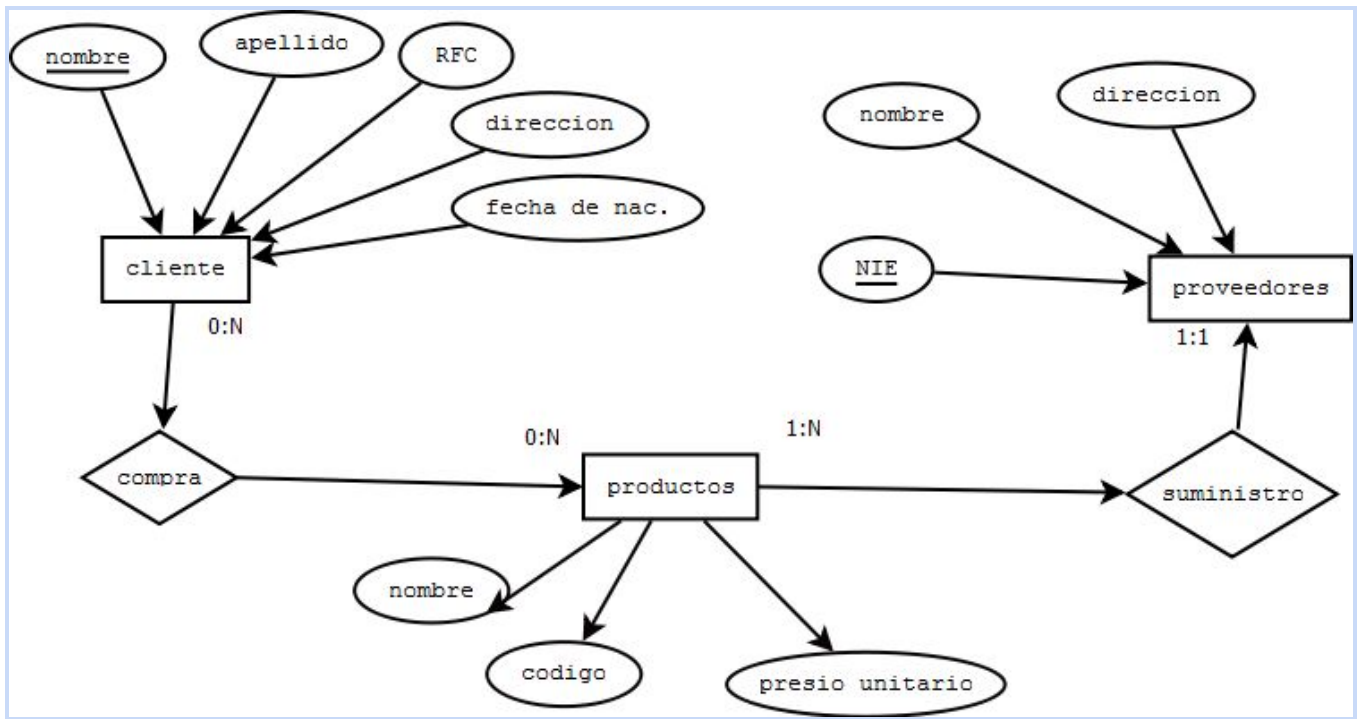 nombre
apellido
RFC
direccion
fecha de nac.
cliente
0:N
compra
0:N
productos
1:N
nombre
codigo
presio unitario
nombre
direccion
NIE
proveedores
1:1
suministro